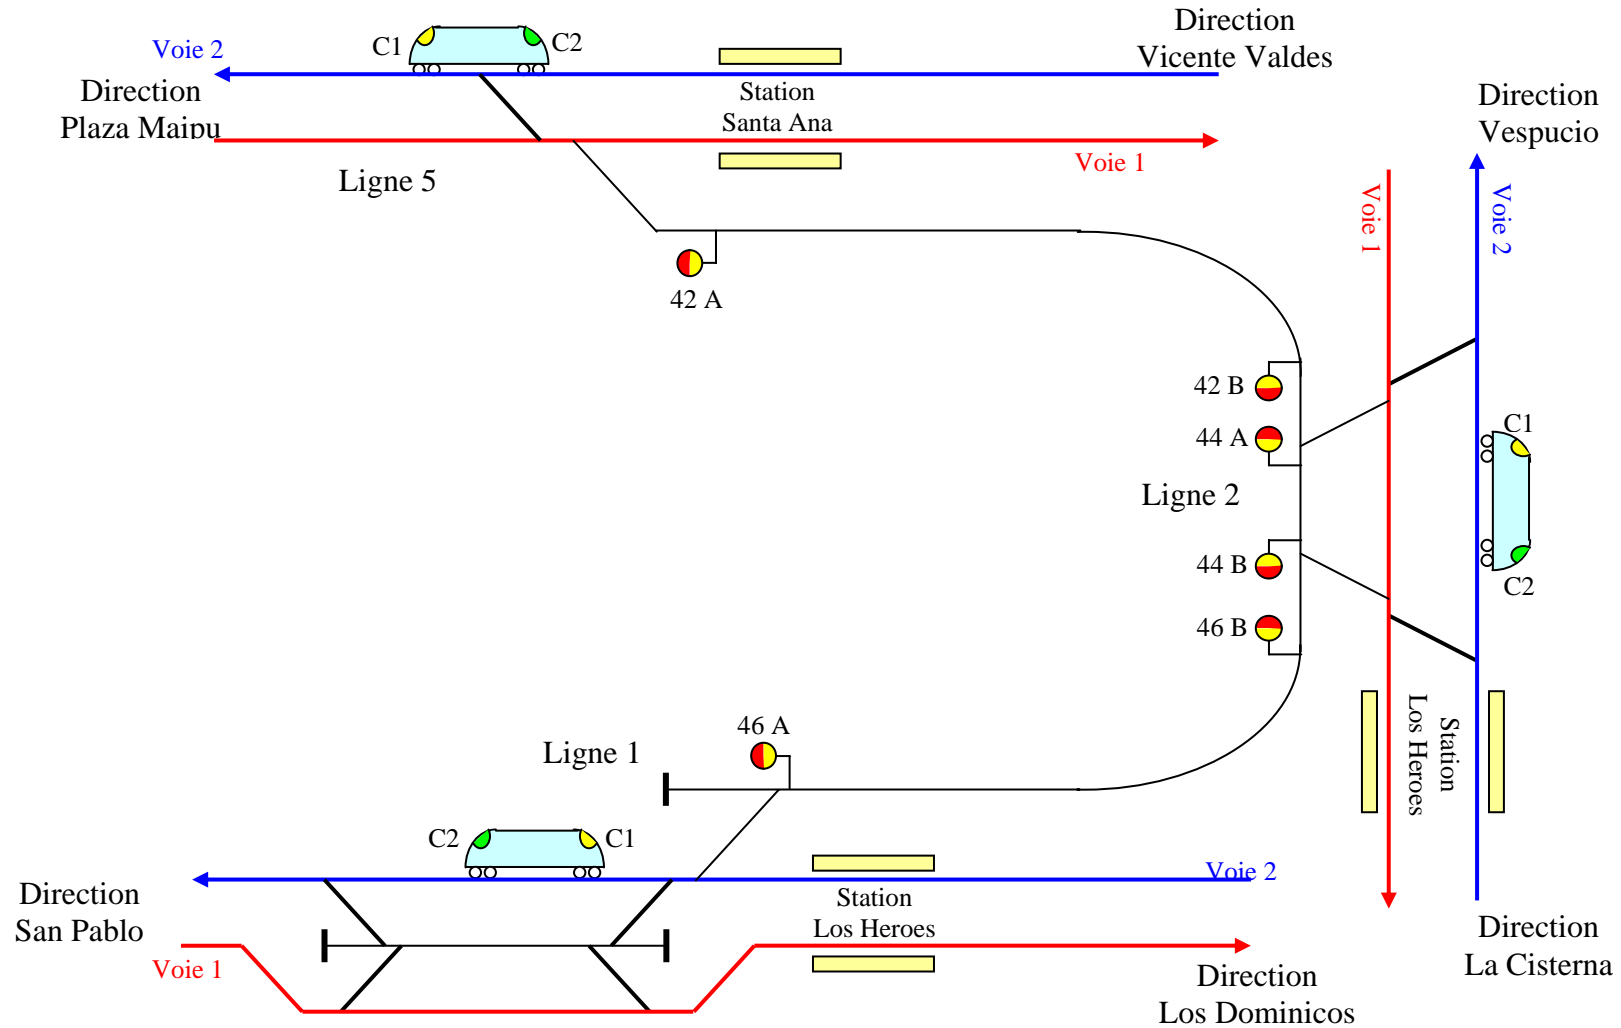 Direction
Vicente Valdes
Voie 2
C1
C2
Direction
Plaza Maipu
Station
Santa Ana
Voie 1
Ligne 5
Direction
Vespucio
Voie 1
Voie 2
42 A
42 B
44 A
Ligne 2
C1
C2
44 B
46 B
46 A
Ligne 1
Station
Los Heroes
C2
C1
Voie 2
Direction
San Pablo
Station
Los Heroes
Voie 1
Direction
Los Dominicos
Direction
La Cisterna